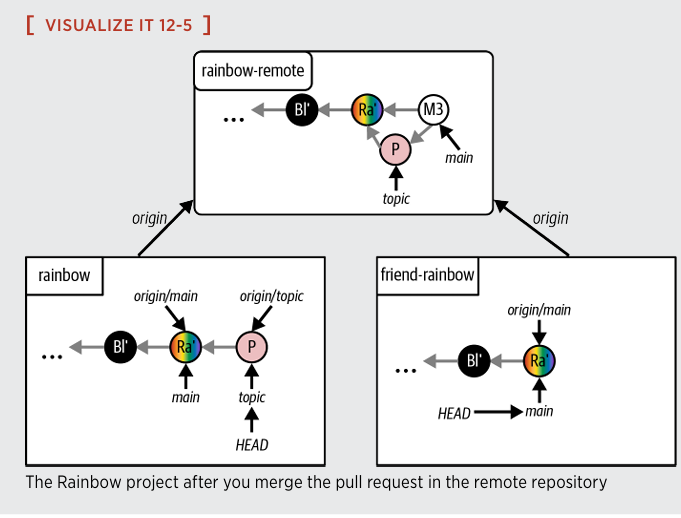 [ VISUALIZE IT 12-5 ]
rainbow-remote
... Bl' Ra' M3
P
main
topic
origin
origin
rainbow
friend-rainbow
origin/main
origin/topic
origin/main
... Bl' Ra' P
... Bl' Ra'
main
topic
HEAD
main
HEAD
The Rainbow project after you merge the pull request in the remote repository